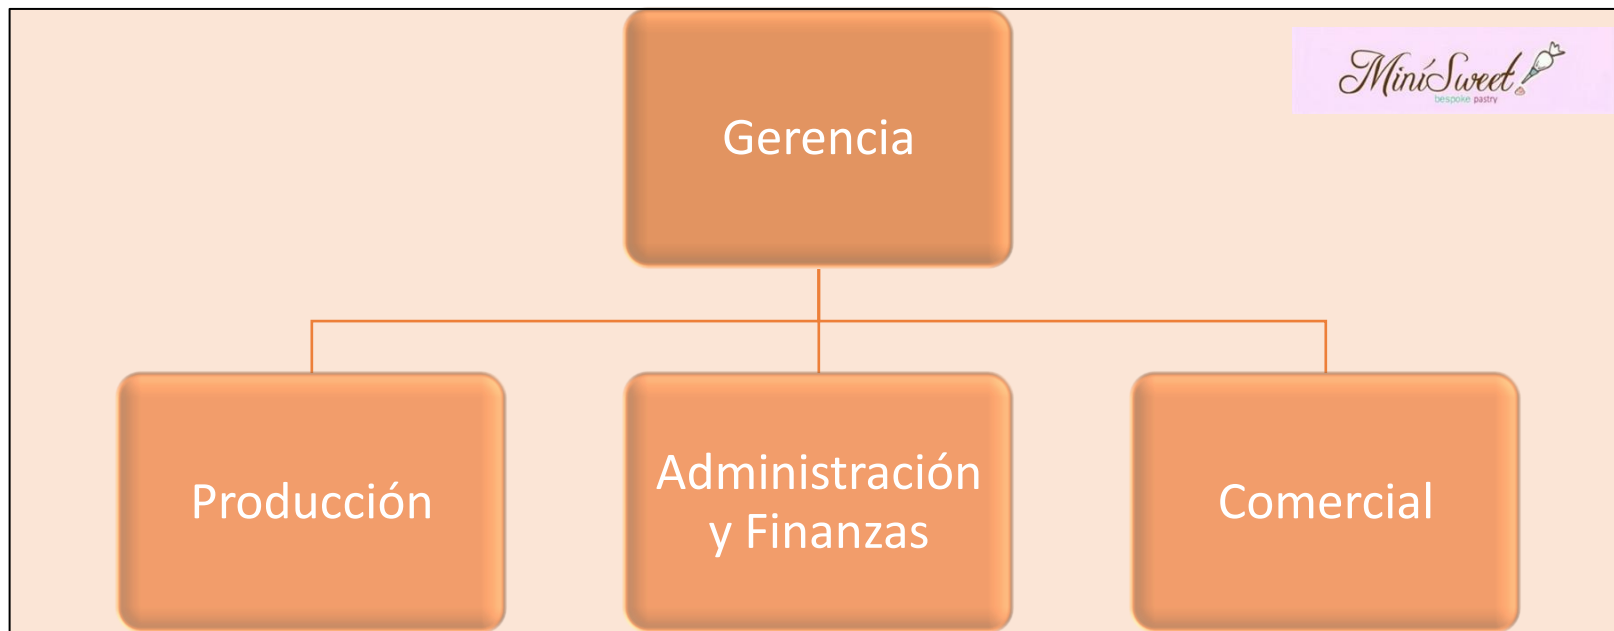 Gerencia
MiniSweet!
bespoke pastry
Producción
Administración
y Finanzas
Comercial